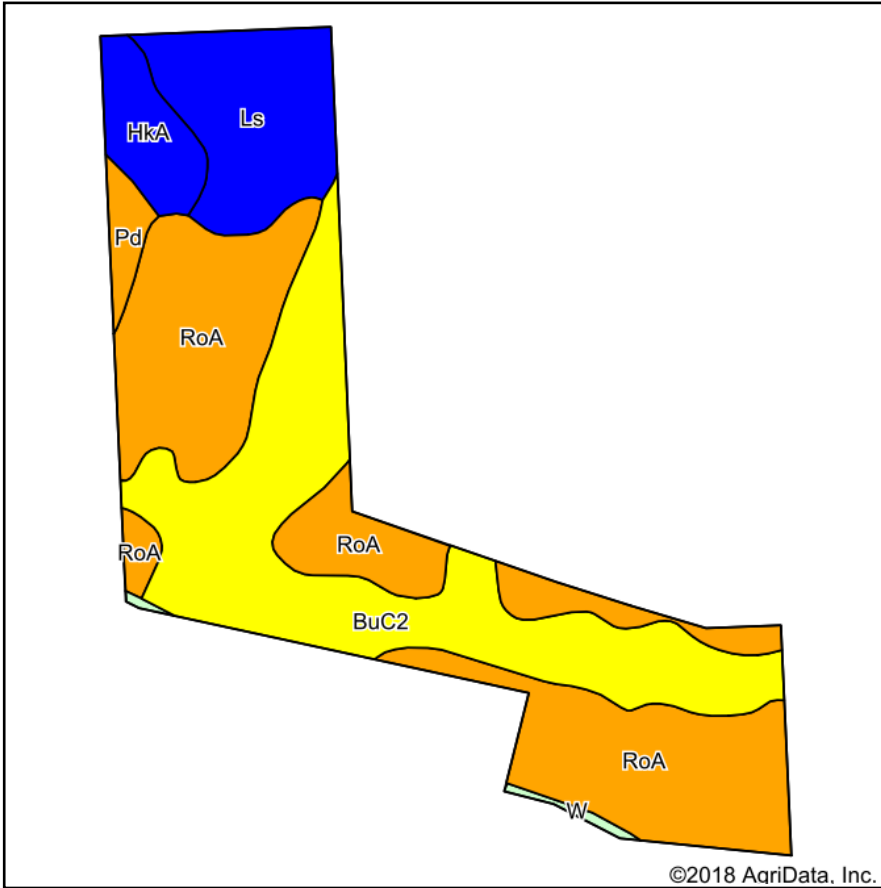 Ls
HkA
Pd
RoA
RoA
RoA
BuC2
RoA
W
©2018 AgriData, Inc.